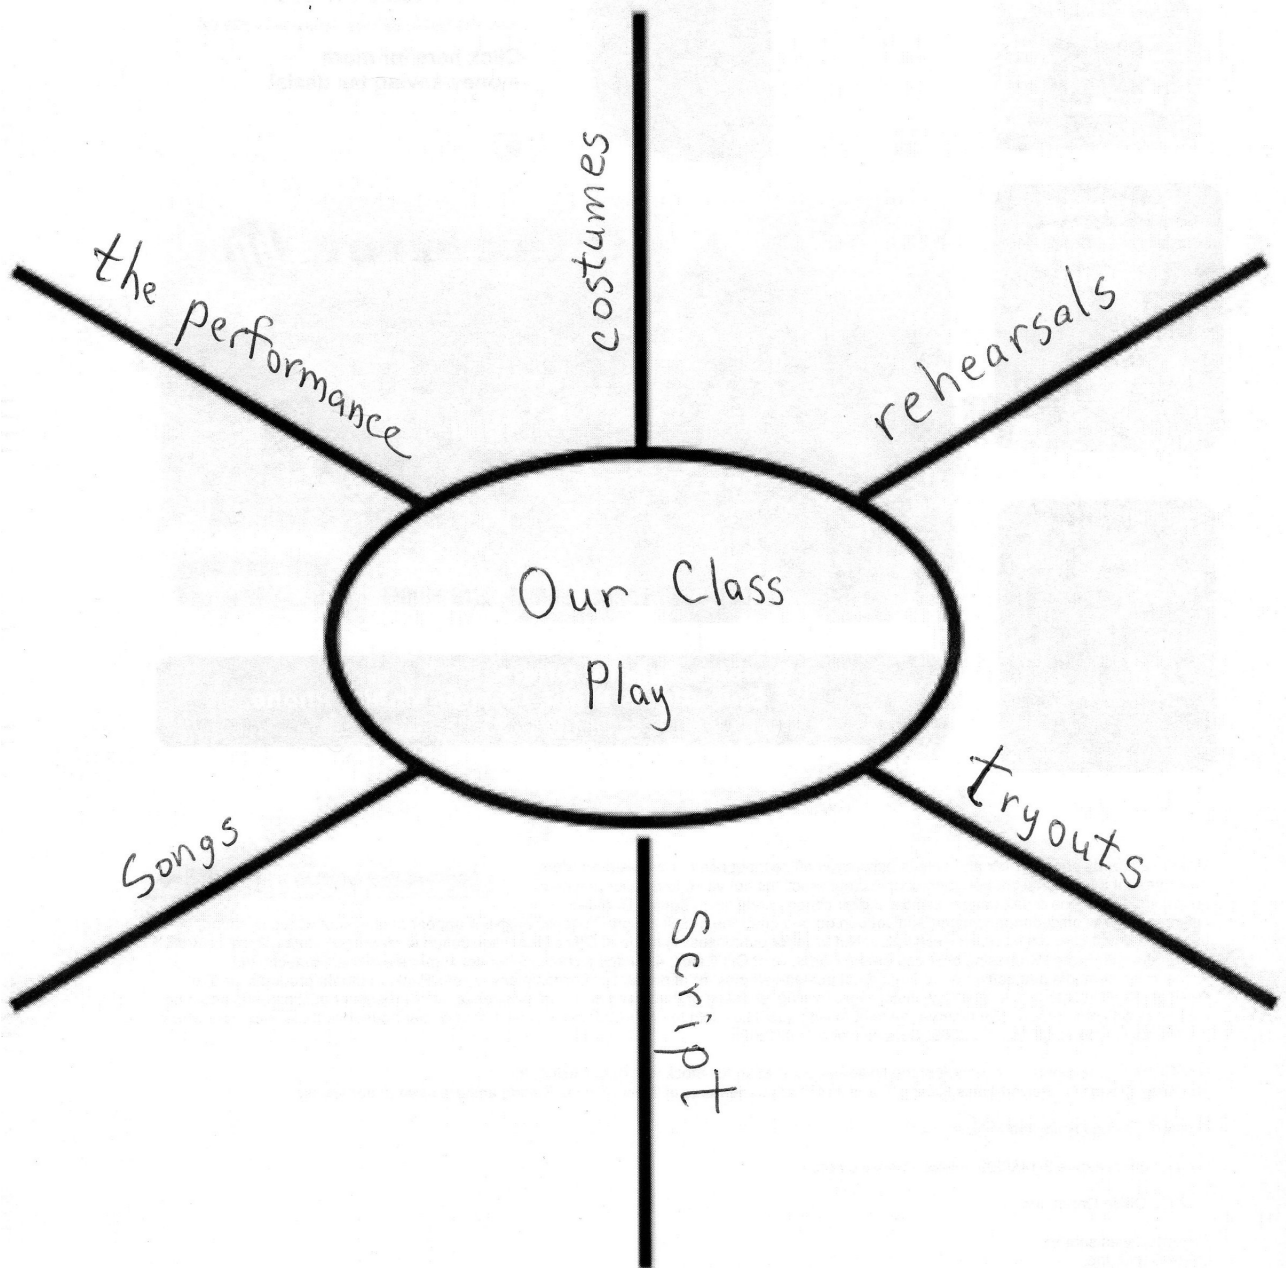 costumes
the performance
rehearsals
Our Class
Play
tryouts
Songs
script